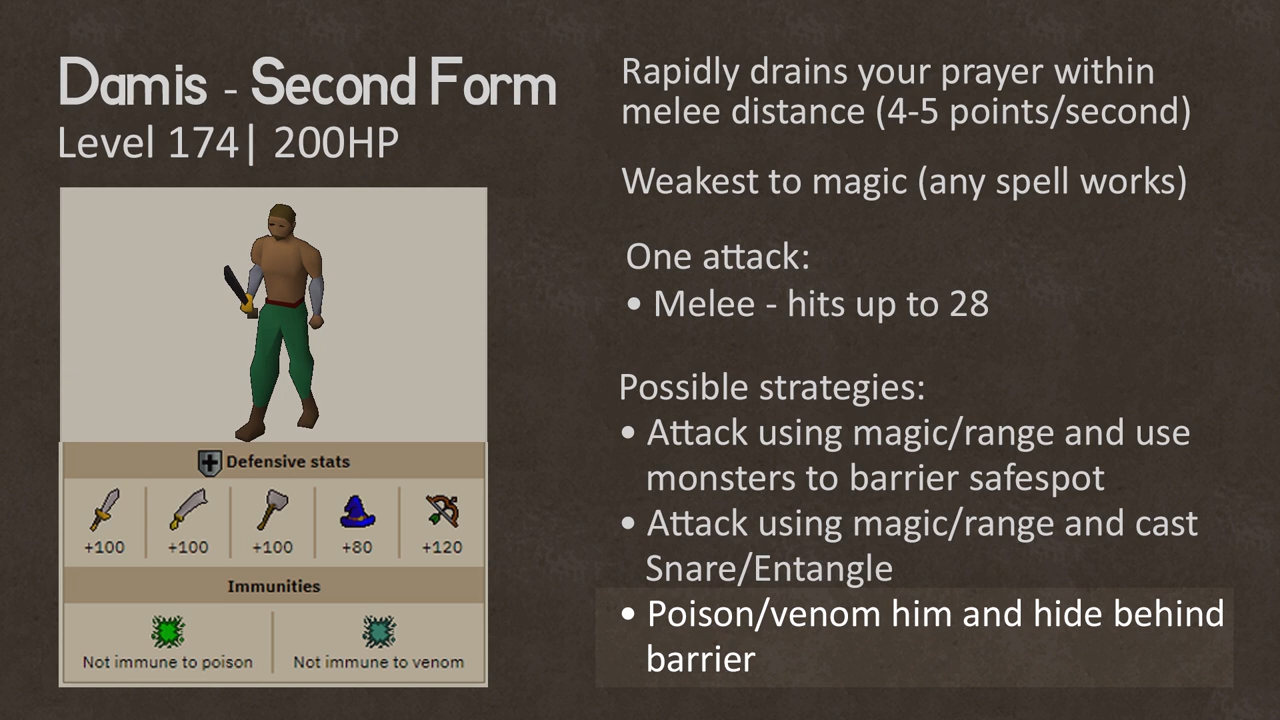 Damis - Second Form
Level 174| 200HP
Defensive stats
+100 +100 +100 +80 +120
Immunities
Not immune to poison Not immune to venom
Rapidly drains your prayer within
melee distance (4-5 points/second)
Weakest to magic (any spell works)
One attack:
• Melee - hits up to 28
Possible strategies:
• Attack using magic/range and use
monsters to barrier safespot
• Attack using magic/range and cast
Snare/Entangle
• Poison/venom him and hide behind
barrier